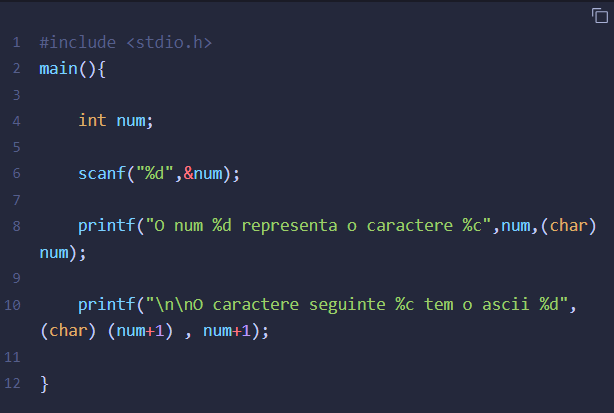 1 #include <stdio.h>
2 main(){
3
4 int num;
5
6 scanf("%d",&num);
7
8 printf("O num %d representa o caractere %c",num,(char)
num);
9
10 printf("\n\nO caractere seguinte %c tem o ascii %d",
(char) (num+1) , num+1);
11
12 }